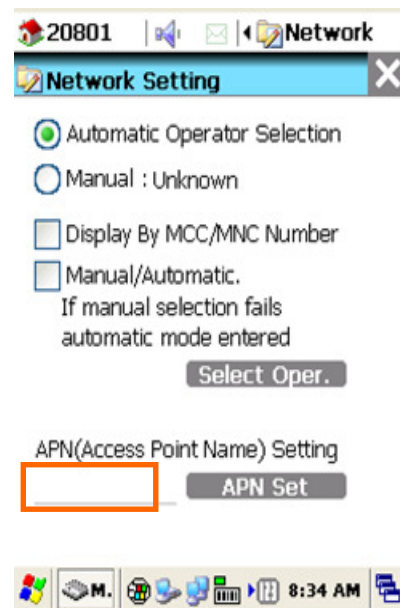 20801 Network
Network Setting
Automatic Operator Selection
Manual : Unknown
Display By MCC/MNC Number
Manual/Automatic.
If manual selection fails
automatic mode entered
Select Oper.
APN(Access Point Name) Setting
APN Set
M. 8:34 AM